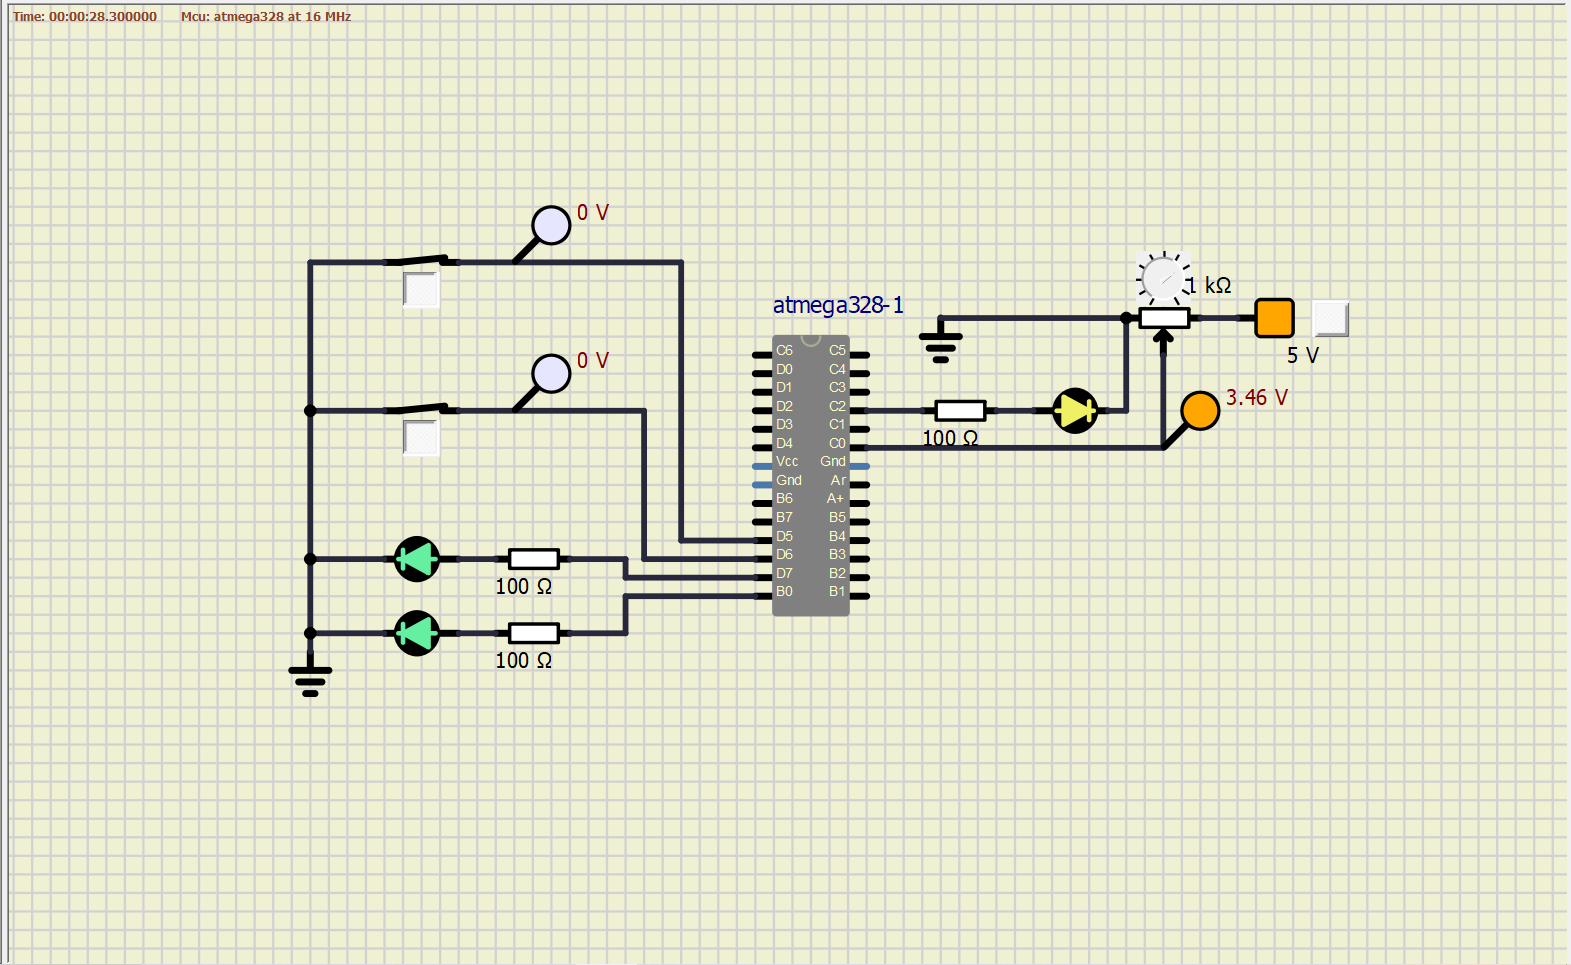 Time: 00:00:28.300000 Mcu: atmega328 at 16 MHz
0 V
0 V
atmega328-1
1 kΩ
5 V
3.46 V
C6 C5
D0 C4
D1 C3
D2 C2
D3 C1
D4 C0
Vcc Gnd
Gnd Ar
B6 A+
B7 B5
D5 B4
D6 B3
D7 B2
B0 B1
100 Ω
100 Ω
100 Ω